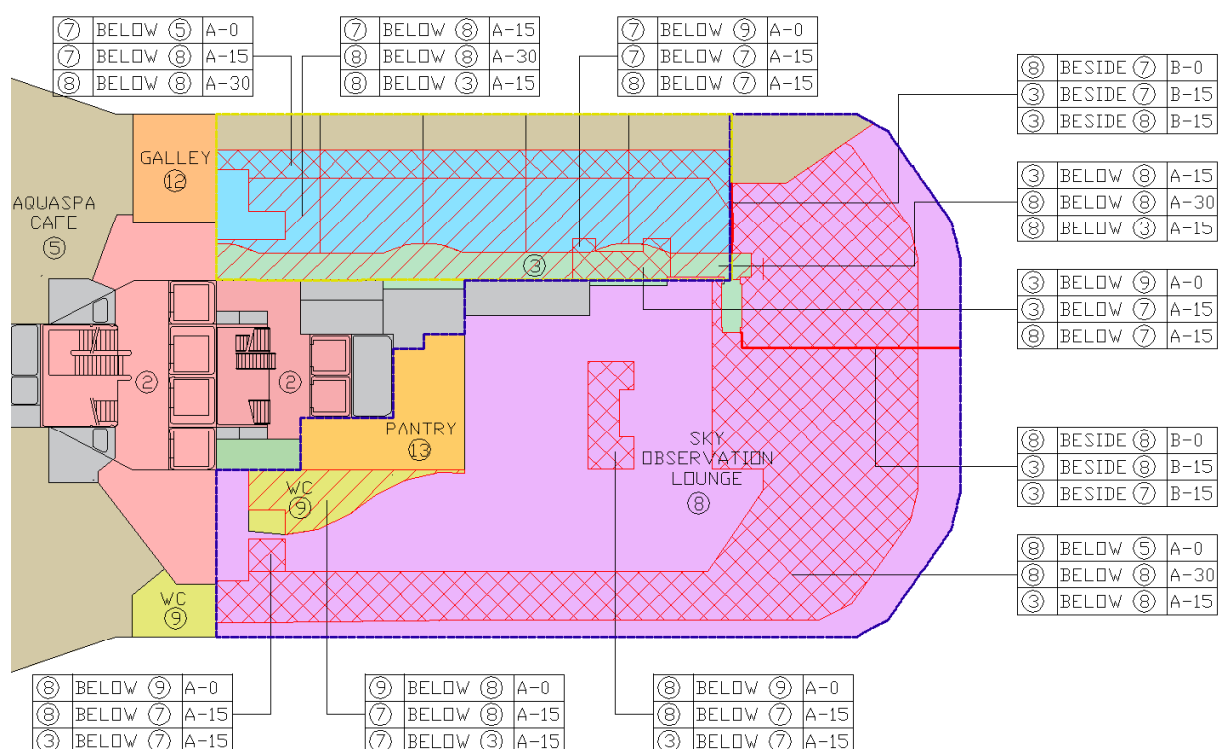 ⑦ BELOW ⑤ A-0
⑦ BELOW ⑧ A-15
⑧ BELOW ⑧ A-30
⑦ BELOW ⑧ A-15
⑧ BELOW ⑧ A-30
⑧ BELOW ③ A-15
⑦ BELOW ⑨ A-0
⑦ BELOW ⑦ A-15
⑧ BELOW ⑦ A-15
⑧ BESIDE ⑦ B-0
③ BESIDE ⑦ B-15
③ BESIDE ⑧ B-15
GALLEY
⑫
AQUASPA
CAFE
⑤
③ BELOW ⑧ A-15
⑧ BELOW ⑧ A-30
⑧ BELOW ③ A-15
③
③ BELOW ⑨ A-0
③ BELOW ⑦ A-15
⑧ BELOW ⑦ A-15
②
②
PANTRY
⑬
SKY
OBSERVATION
LOUNGE
⑧
⑧ BESIDE ⑧ B-0
③ BESIDE ⑧ B-15
③ BESIDE ⑦ B-15
WC
⑨
⑧ BELOW ⑤ A-0
⑧ BELOW ⑧ A-30
③ BELOW ⑧ A-15
WC
⑨
⑧ BELOW ⑨ A-0
⑧ BELOW ⑦ A-15
③ BELOW ⑦ A-15
⑨ BELOW ⑧ A-0
⑦ BELOW ⑧ A-15
⑦ BELOW ③ A-15
⑧ BELOW ⑨ A-0
⑧ BELOW ⑦ A-15
③ BELOW ⑦ A-15